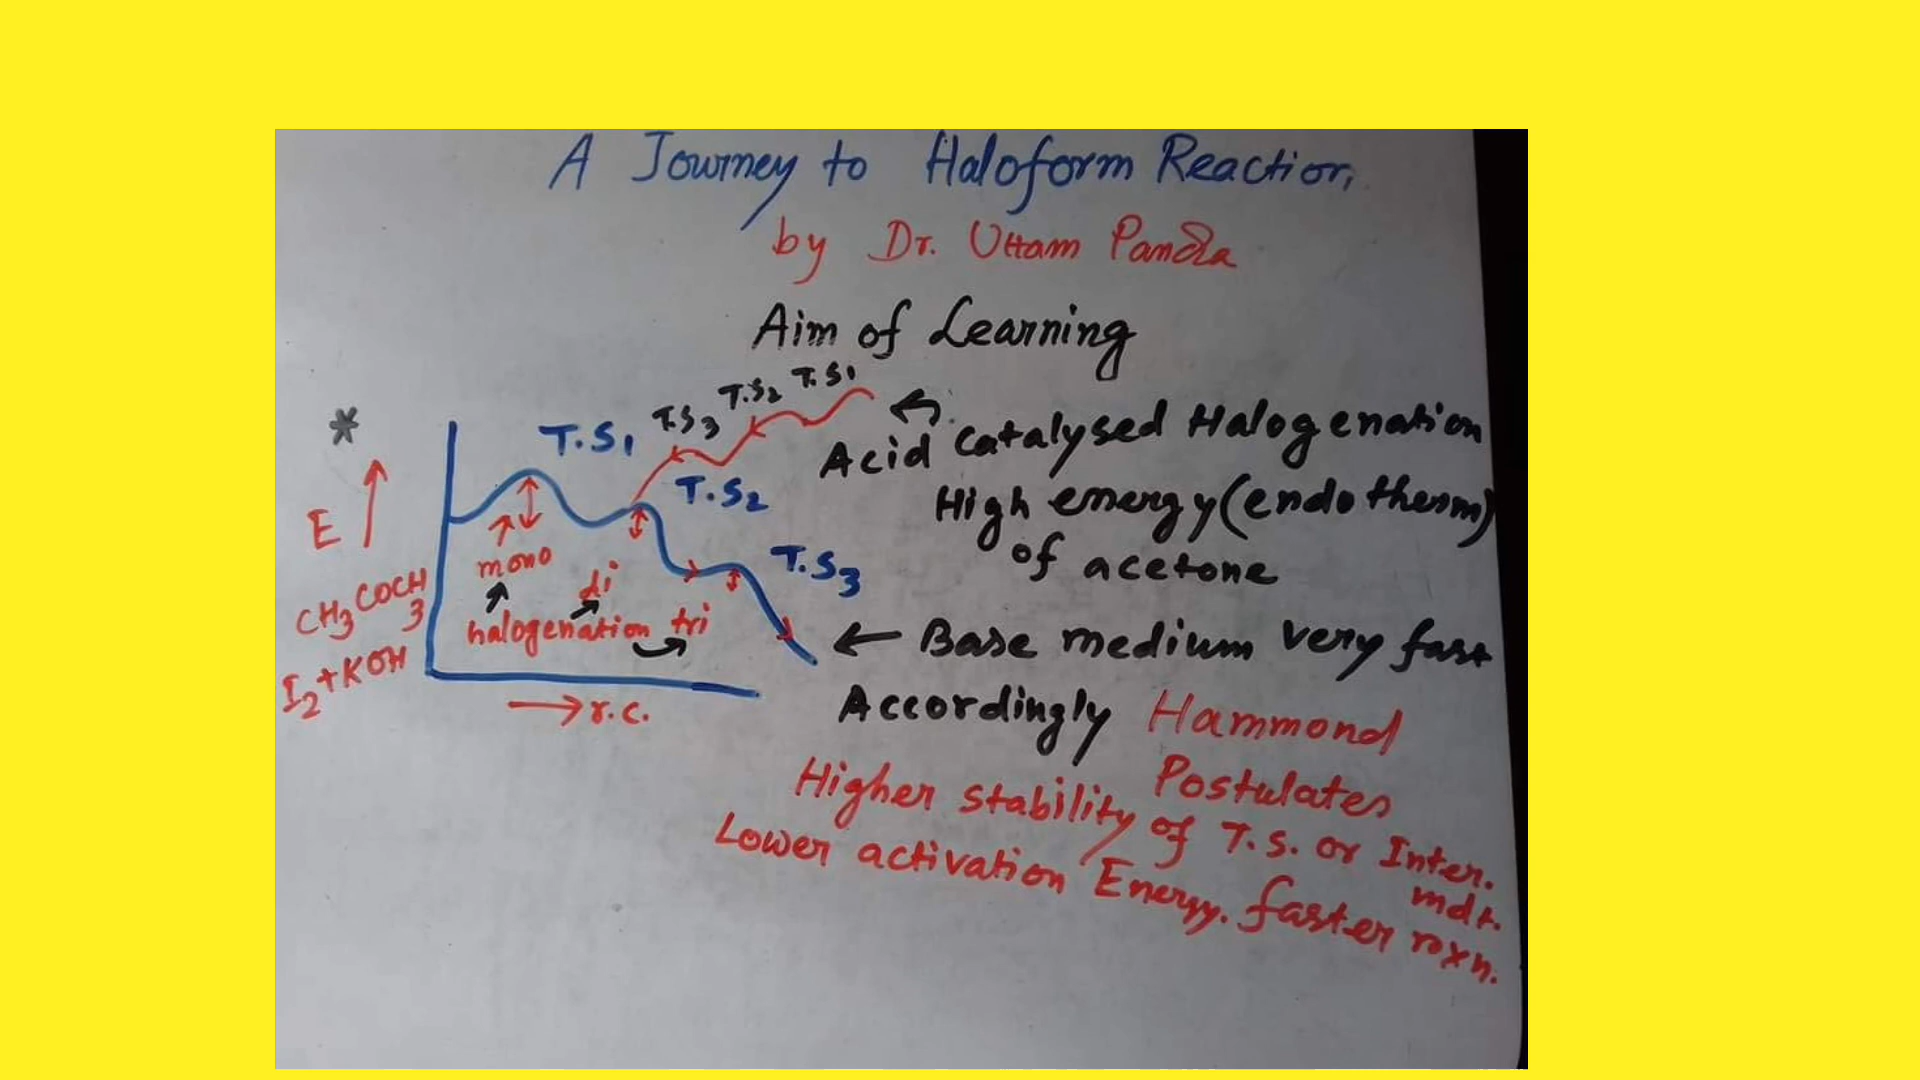 A Journey to Haloform Reaction
by Dr. Uttam Panda
Aim of Learning
*
T.S1
T.S3
T.S2
T.S1
T.S2
T.S3
E
mono
di
halogenation tri
CH3COCH3
I2+KOH
r.c.
Acid Catalysed Halogenation
High energy (endotherm)
of acetone
Base medium very fast
Accordingly Hammond
Postulates
Higher stability of T.S. or Inter.
mdt.
Lower activation Energy. faster rexn.